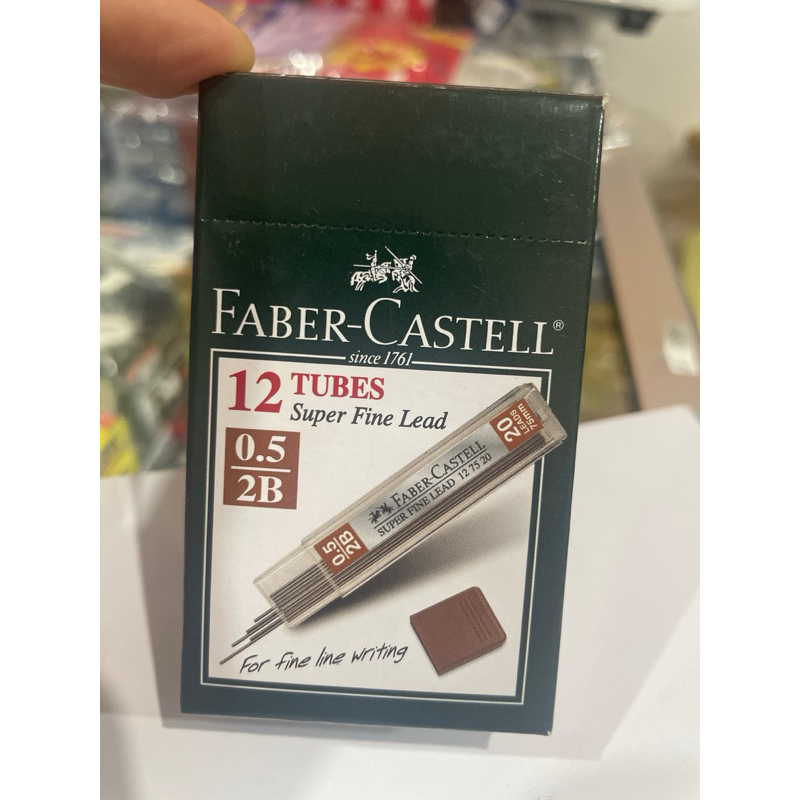 FABER-CASTELL®
since 1761
12 TUBES
Super Fine Lead
0.5
2B
20
LEADS
75mm
FABER-CASTELL
SUPER FINE LEAD 12 75 20
0.5
2B
For fine line writing